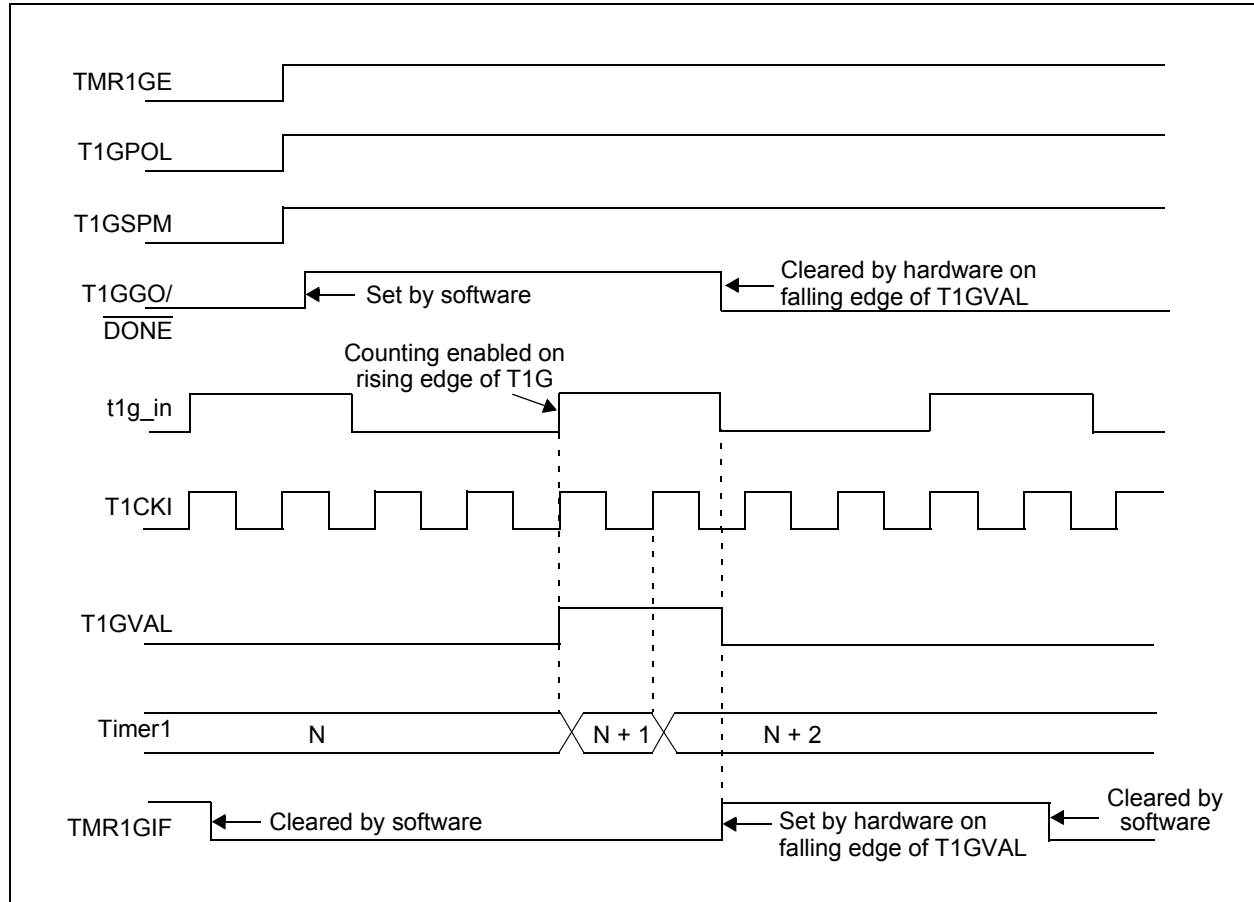 TMR1GE
T1GPOL
T1GSPM
T1GGO/
DONE
Set by software
Cleared by hardware on
falling edge of T1GVAL
Counting enabled on
rising edge of T1G
t1g_in
T1CKI
T1GVAL
Timer1
N
N + 1
N + 2
TMR1GIF
Cleared by software
Set by hardware on
falling edge of T1GVAL
Cleared by
software